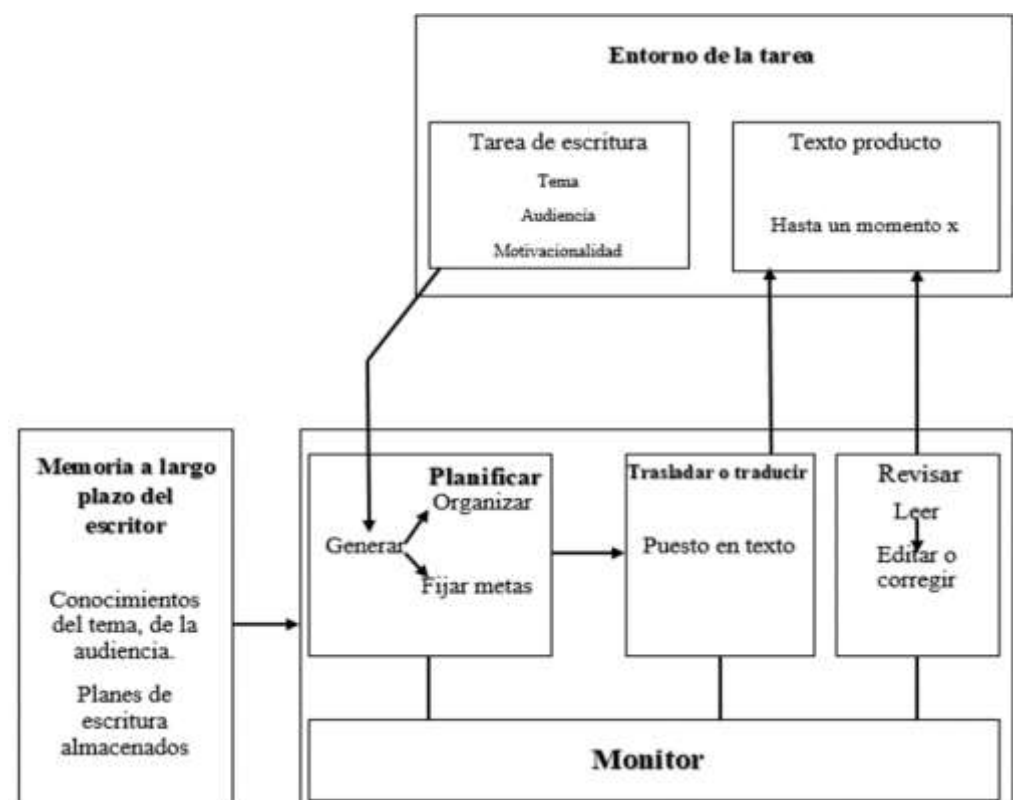 Entorno de la tarea
Tarea de escritura
Tema
Audiencia
Motivacionalidad
Texto producto
Hasta un momento x
Memoria a largo
plazo del
escritor
Conocimientos
del tema, de la
audiencia.
Planes de
escritura
almacenados
Planificar
Organizar
Generar
Fijar metas
Trasladar o traducir
Puesto en texto
Revisar
Leer
Editar o
corregir
Monitor